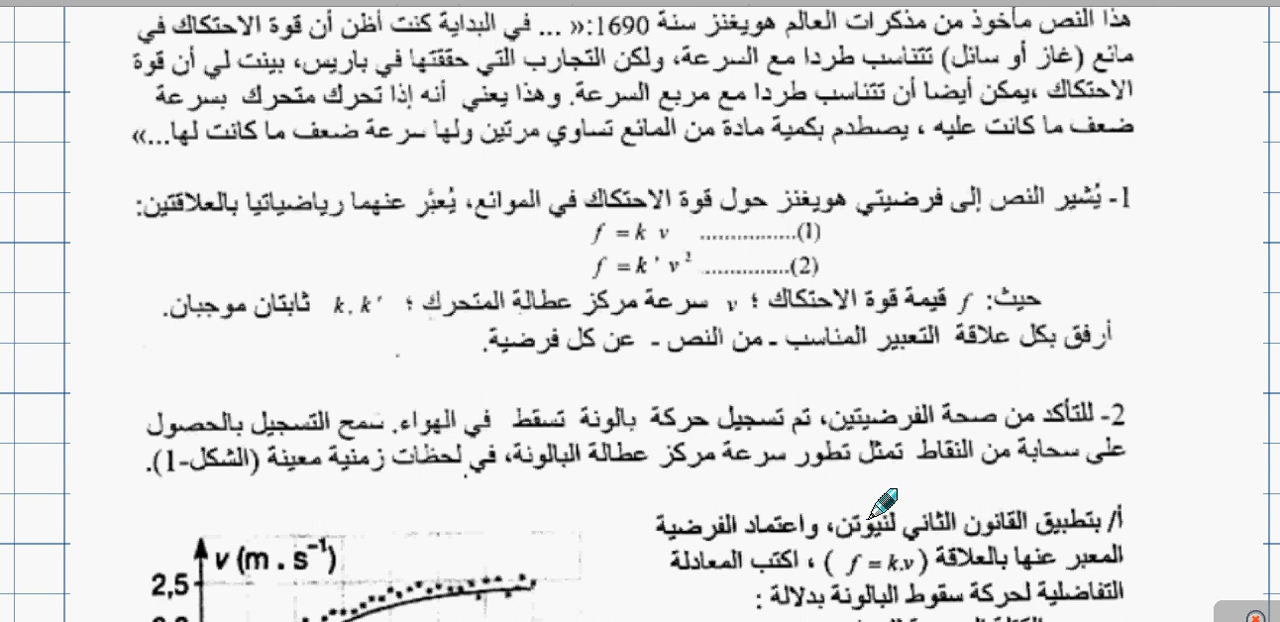 هذا النص مأخوذ من مذكرات العالم هويغنز سنة 1690:« ... في البداية كنت أظن أن قوة الاحتكاك في
مائع (غاز أو سائل) تتناسب طردا مع السرعة، ولكن التجارب التي حققتها في باريس، بينت لي أن قوة
الاحتكاك ،يمكن أيضا أن تتناسب طردا مع مربع السرعة. وهذا يعني أنه إذا تحرك متحرك بسرعة
ضعف ما كانت عليه ، يصطدم بكمية مادة من المائع تساوي مرتين ولها سرعة ضعف ما كانت لها...»
1- يُشير النص إلى فرضيتي هويغنز حول قوة الاحتكاك في الموائع، يُعبَّر عنهما رياضياتيا بالعلاقتين:
f = k v ................(1)
f = k' v² ..............(2)
حيث: f قيمة قوة الاحتكاك ؛ v سرعة مركز عطالة المتحرك ؛ k, k' ثابتان موجبان.
أرفق بكل علاقة التعبير المناسب ـ من النص ـ عن كل فرضية.
2- للتأكد من صحة الفرضيتين، تم تسجيل حركة بالونة تسقط في الهواء. سمح التسجيل بالحصول
على سحابة من النقاط تمثل تطور سرعة مركز عطالة البالونة، في لحظات زمنية معينة (الشكل-1).
أ/ بتطبيق القانون الثاني لنيوتن، واعتماد الفرضية
المعبر عنها بالعلاقة ( f = k.v ) ، اكتب المعادلة
التفاضلية لحركة سقوط البالونة بدلالة :
v (m . s⁻¹)
2,5